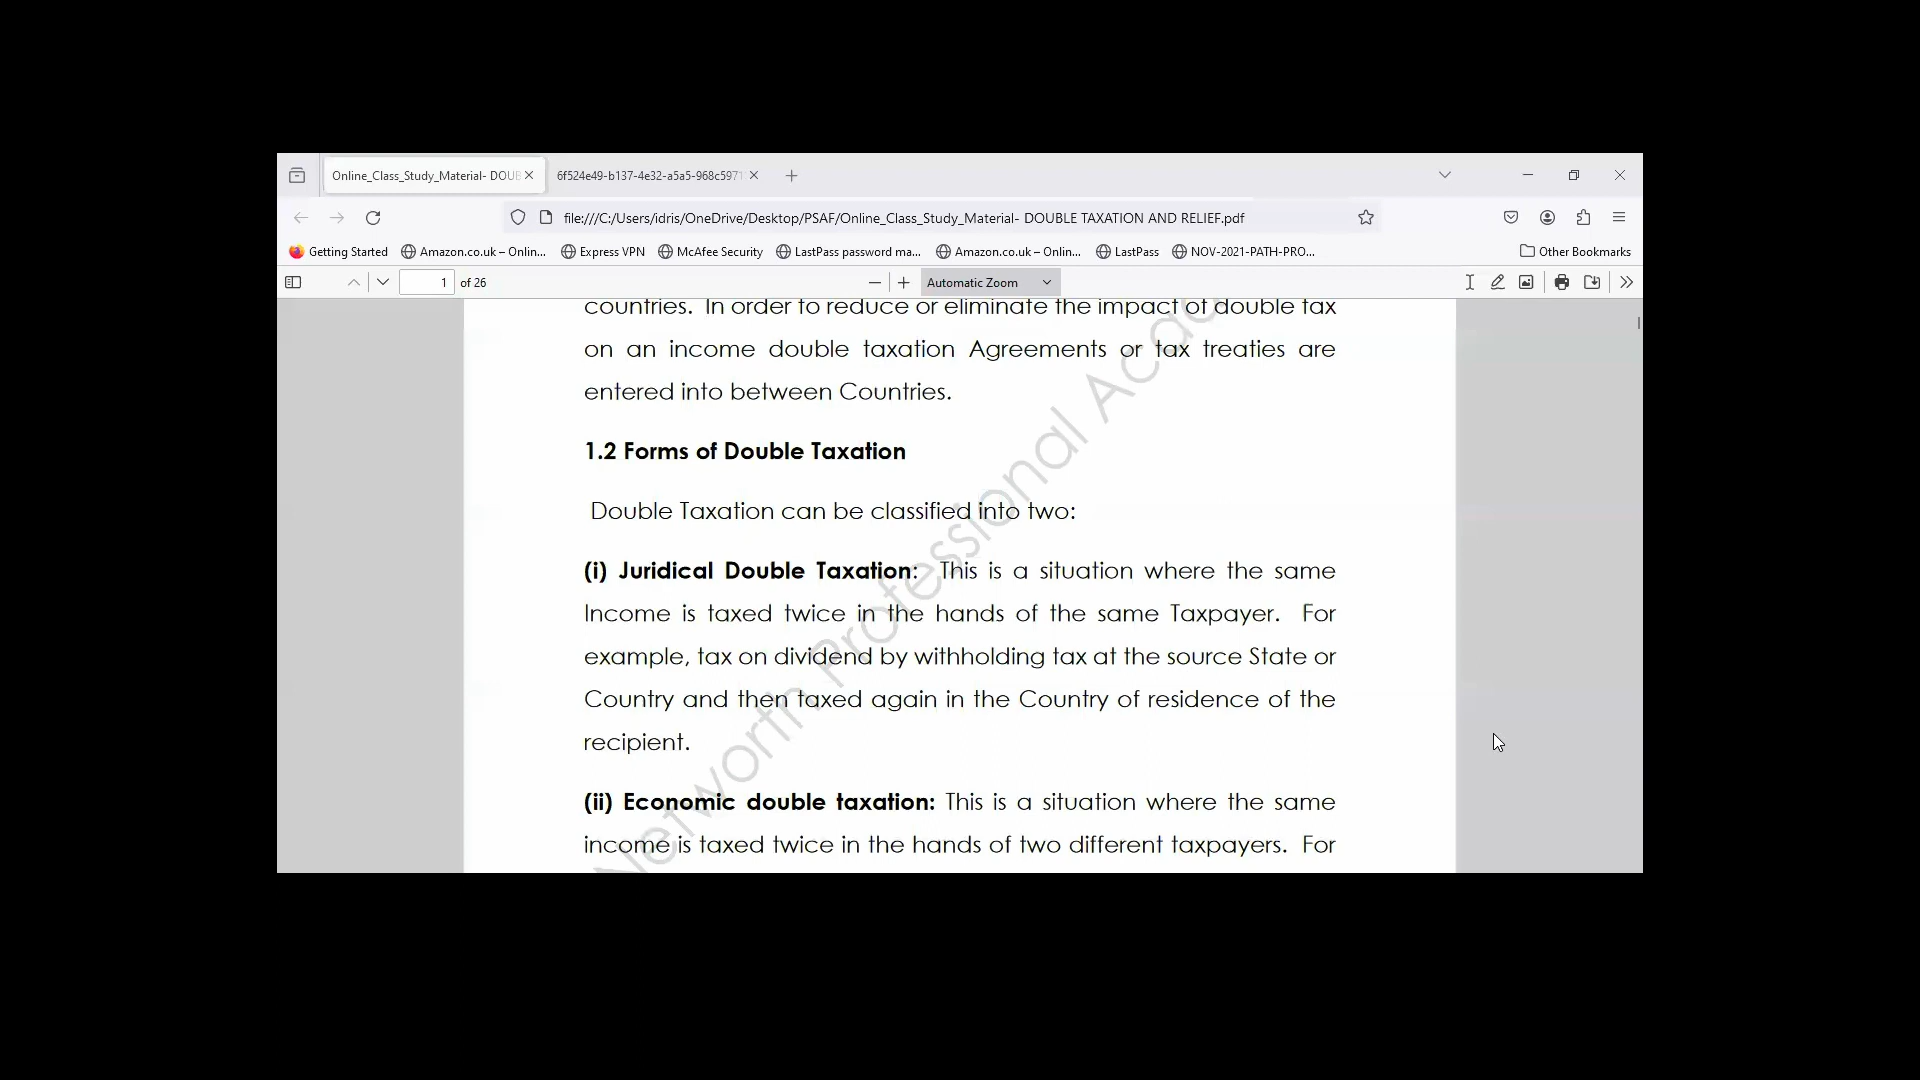 Online_Class_Study_Material- DOUB
6f524e49-b137-4e32-a5a5-968c5971
file:///C:/Users/idris/OneDrive/Desktop/PSAF/Online_Class_Study_Material- DOUBLE TAXATION AND RELIEF.pdf
Getting Started Amazon.co.uk – Onlin... Express VPN McAfee Security LastPass password ma... Amazon.co.uk – Onlin... LastPass NOV-2021-PATH-PRO... Other Bookmarks
1 of 26 Automatic Zoom
countries. In order to reduce or eliminate the impact of double tax
on an income double taxation Agreements or tax treaties are
entered into between Countries.
1.2 Forms of Double Taxation
Double Taxation can be classified into two:
(i) Juridical Double Taxation: This is a situation where the same
Income is taxed twice in the hands of the same Taxpayer. For
example, tax on dividend by withholding tax at the source State or
Country and then taxed again in the Country of residence of the
recipient.
(ii) Economic double taxation: This is a situation where the same
income is taxed twice in the hands of two different taxpayers. For
Networth Professional Acad